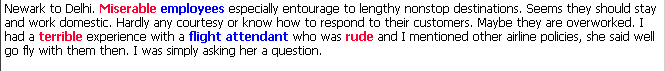 Newark to Delhi. Miserable employees especially entourage to lengthy nonstop destinations. Seems they should stay
and work domestic. Hardly any courtesy or know how to respond to their customers. Maybe they are overworked. I
had a terrible experience with a flight attendant who was rude and I mentioned other airline policies, she said well
go fly with them then. I was simply asking her a question.